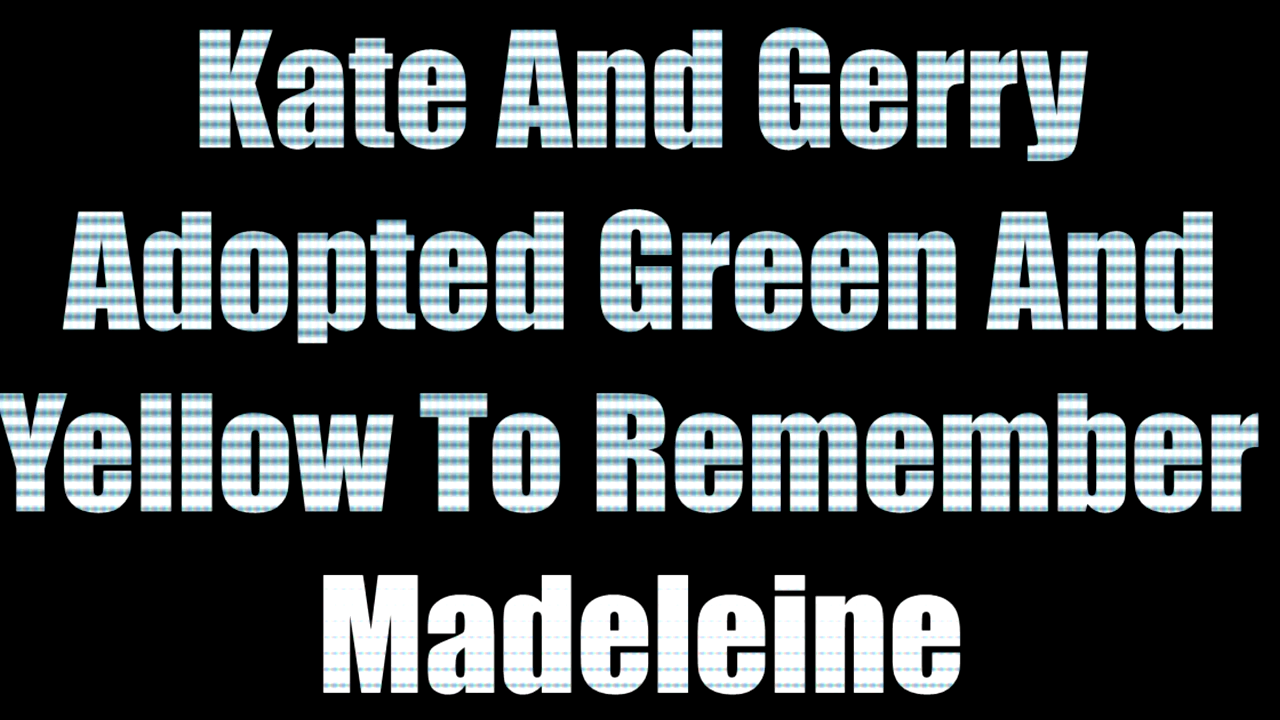 Kate And Gerry
Adopted Green And
Yellow To Remember
Madeleine